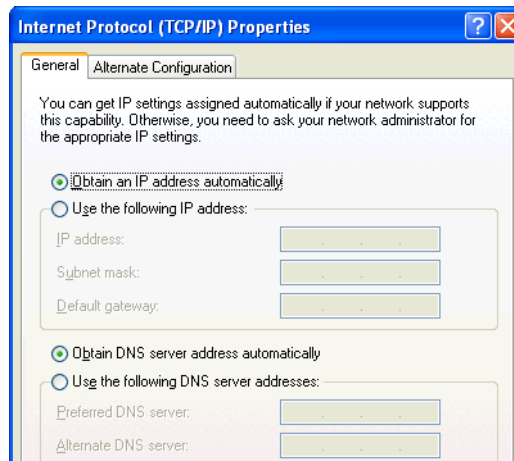 Internet Protocol (TCP/IP) Properties
General
Alternate Configuration
You can get IP settings assigned automatically if your network supports
this capability. Otherwise, you need to ask your network administrator for
the appropriate IP settings.
Obtain an IP address automatically
Use the following IP address:
IP address:
Subnet mask:
Default gateway:
Obtain DNS server address automatically
Use the following DNS server addresses:
Preferred DNS server:
Alternate DNS server: